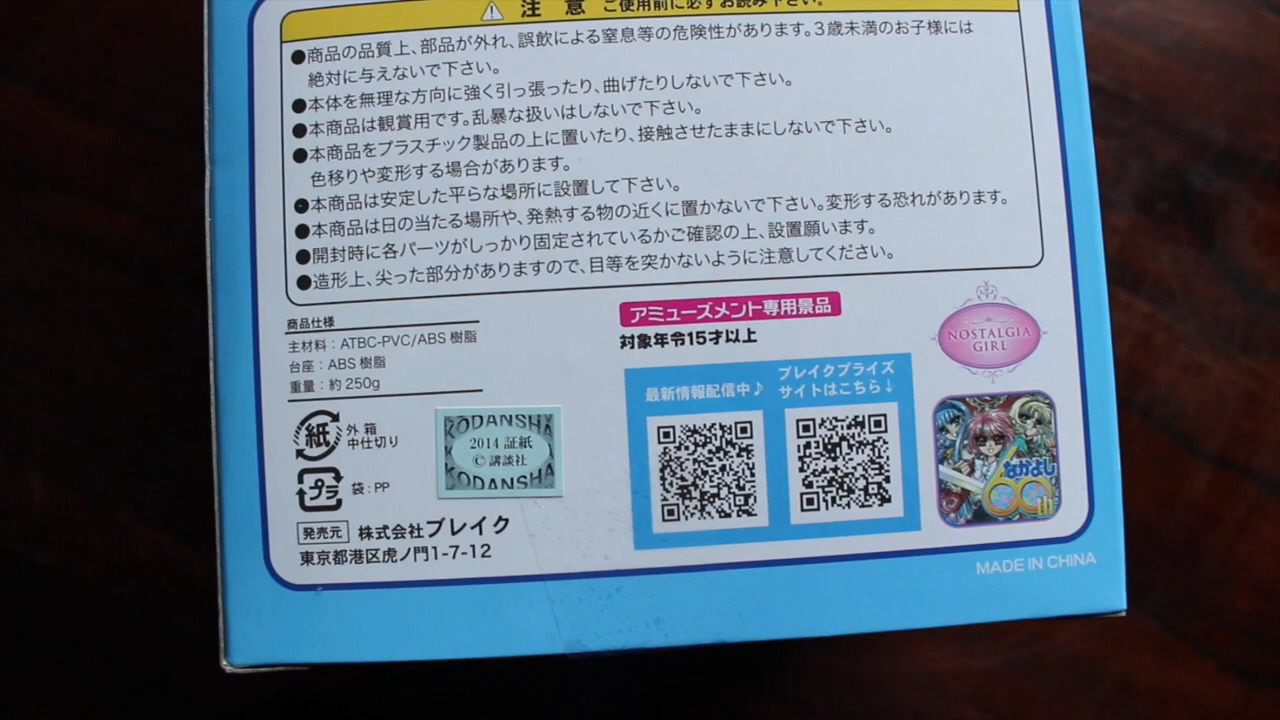 注 意 ご使用前に必ずお読み下さい。
●商品の品質上、部品が外れ、誤飲による窒息等の危険性があります。3歳未満のお子様には
絶対に与えないで下さい。
●本体を無理な方向に強く引っ張ったり、曲げたりしないで下さい。
●本商品は観賞用です。乱暴な扱いはしないで下さい。
●本商品をプラスチック製品の上に置いたり、接触させたままにしないで下さい。
色移りや変形する場合があります。
●本商品は安定した平らな場所に設置して下さい。
●本商品は日の当たる場所や、発熱する物の近くに置かないで下さい。変形する恐れがあります。
●開封時に各パーツがしっかり固定されているかご確認の上、設置願います。
●造形上、尖った部分がありますので、目等を突かないように注意してください。
商品仕様
主材料：ATBC-PVC/ABS 樹脂
台座：ABS 樹脂
重量：約 250g
紙 外 箱
中仕切り
プラ 袋：PP
発売元 株式会社ブレイク
東京都港区虎ノ門1-7-12
KODANSHA
2014 証紙
© 講談社
KODANSHA
アミューズメント専用景品
対象年令15才以上
最新情報配信中♪
ブレイクプライズ
サイトはこちら↓
NOSTALGIA
GIRL
なかよし
60th
MADE IN CHINA